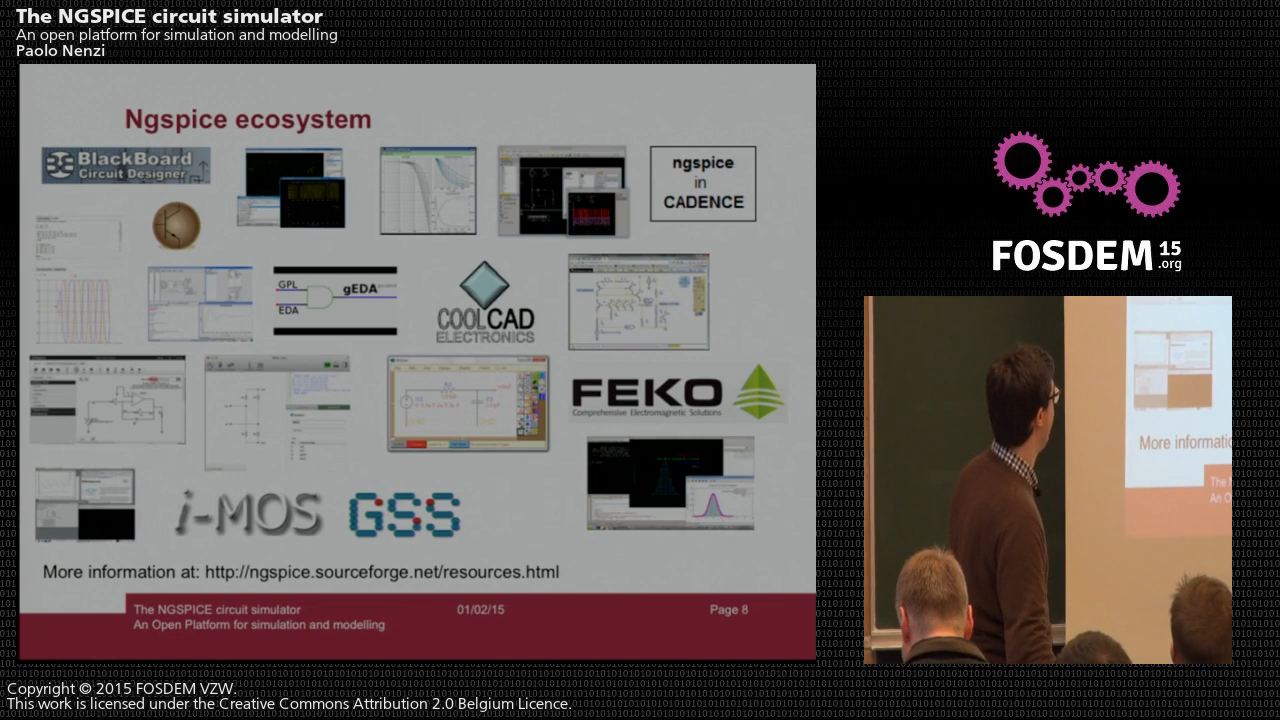 The NGSPICE circuit simulator
An open platform for simulation and modelling
Paolo Nenzi
Ngspice ecosystem
BlackBoard
Circuit Designer
ngspice
in
CADENCE
GPL
EDA
gEDA
COOLCAD
ELECTRONICS
FEKO
Comprehensive Electromagnetic Solutions
i-MOS
GSS
More information at: http://ngspice.sourceforge.net/resources.html
The NGSPICE circuit simulator
An Open Platform for simulation and modelling
01/02/15
Page 8
FOSDEM 15
.org
More informatio
The N
An O
Copyright © 2015 FOSDEM VZW.
This work is licensed under the Creative Commons Attribution 2.0 Belgium Licence.